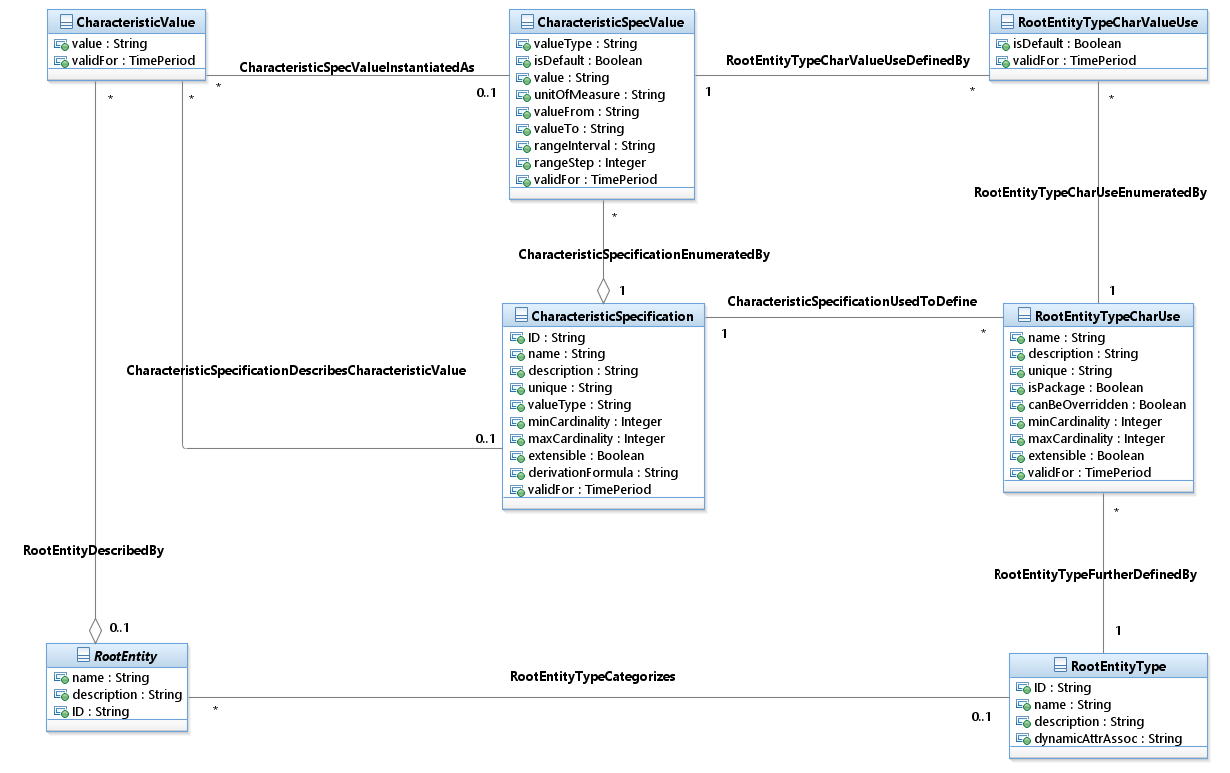 CharacteristicValue
value : String
validFor : TimePeriod
CharacteristicSpecValueInstantiatedAs
*
*
*
0..1
CharacteristicSpecValue
valueType : String
isDefault : Boolean
value : String
unitOfMeasure : String
valueFrom : String
valueTo : String
rangeInterval : String
rangeStep : Integer
validFor : TimePeriod
RootEntityTypeCharValueUseDefinedBy
1
*
RootEntityTypeCharValueUse
isDefault : Boolean
validFor : TimePeriod
*
RootEntityTypeCharUseEnumeratedBy
1
*
CharacteristicSpecificationEnumeratedBy
1
CharacteristicSpecification
ID : String
name : String
description : String
unique : String
valueType : String
minCardinality : Integer
maxCardinality : Integer
extensible : Boolean
derivationFormula : String
validFor : TimePeriod
CharacteristicSpecificationUsedToDefine
1
*
RootEntityTypeCharUse
name : String
description : String
unique : String
isPackage : Boolean
canBeOverridden : Boolean
minCardinality : Integer
maxCardinality : Integer
extensible : Boolean
validFor : TimePeriod
CharacteristicSpecificationDescribesCharacteristicValue
0..1
*
RootEntityTypeFurtherDefinedBy
1
RootEntityDescribedBy
0..1
RootEntity
name : String
description : String
ID : String
RootEntityTypeCategorizes
*
0..1
RootEntityType
ID : String
name : String
description : String
dynamicAttrAssoc : String